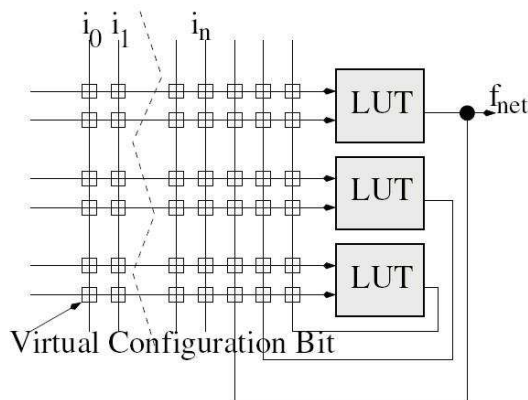 i0 i1 in
LUT
fnet
LUT
LUT
Virtual Configuration Bit